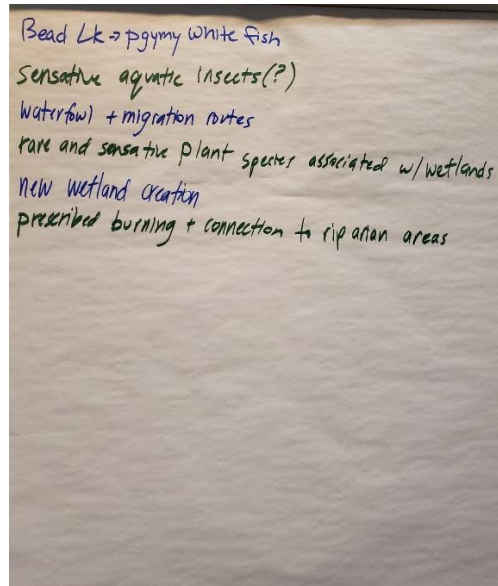 Bead Lk → pgymy white fish
Sensative aquatic insects(?)
Waterfowl + migration routes
rare and sensative plant species associated w/ wetlands
new wetland creation
prescribed burning + connection to riparian areas